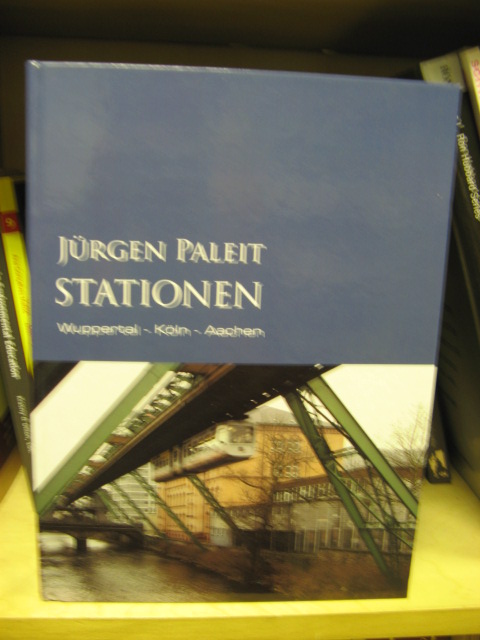 JÜRGEN PALEIT
STATIONEN
Wuppertal - Köln - Aachen